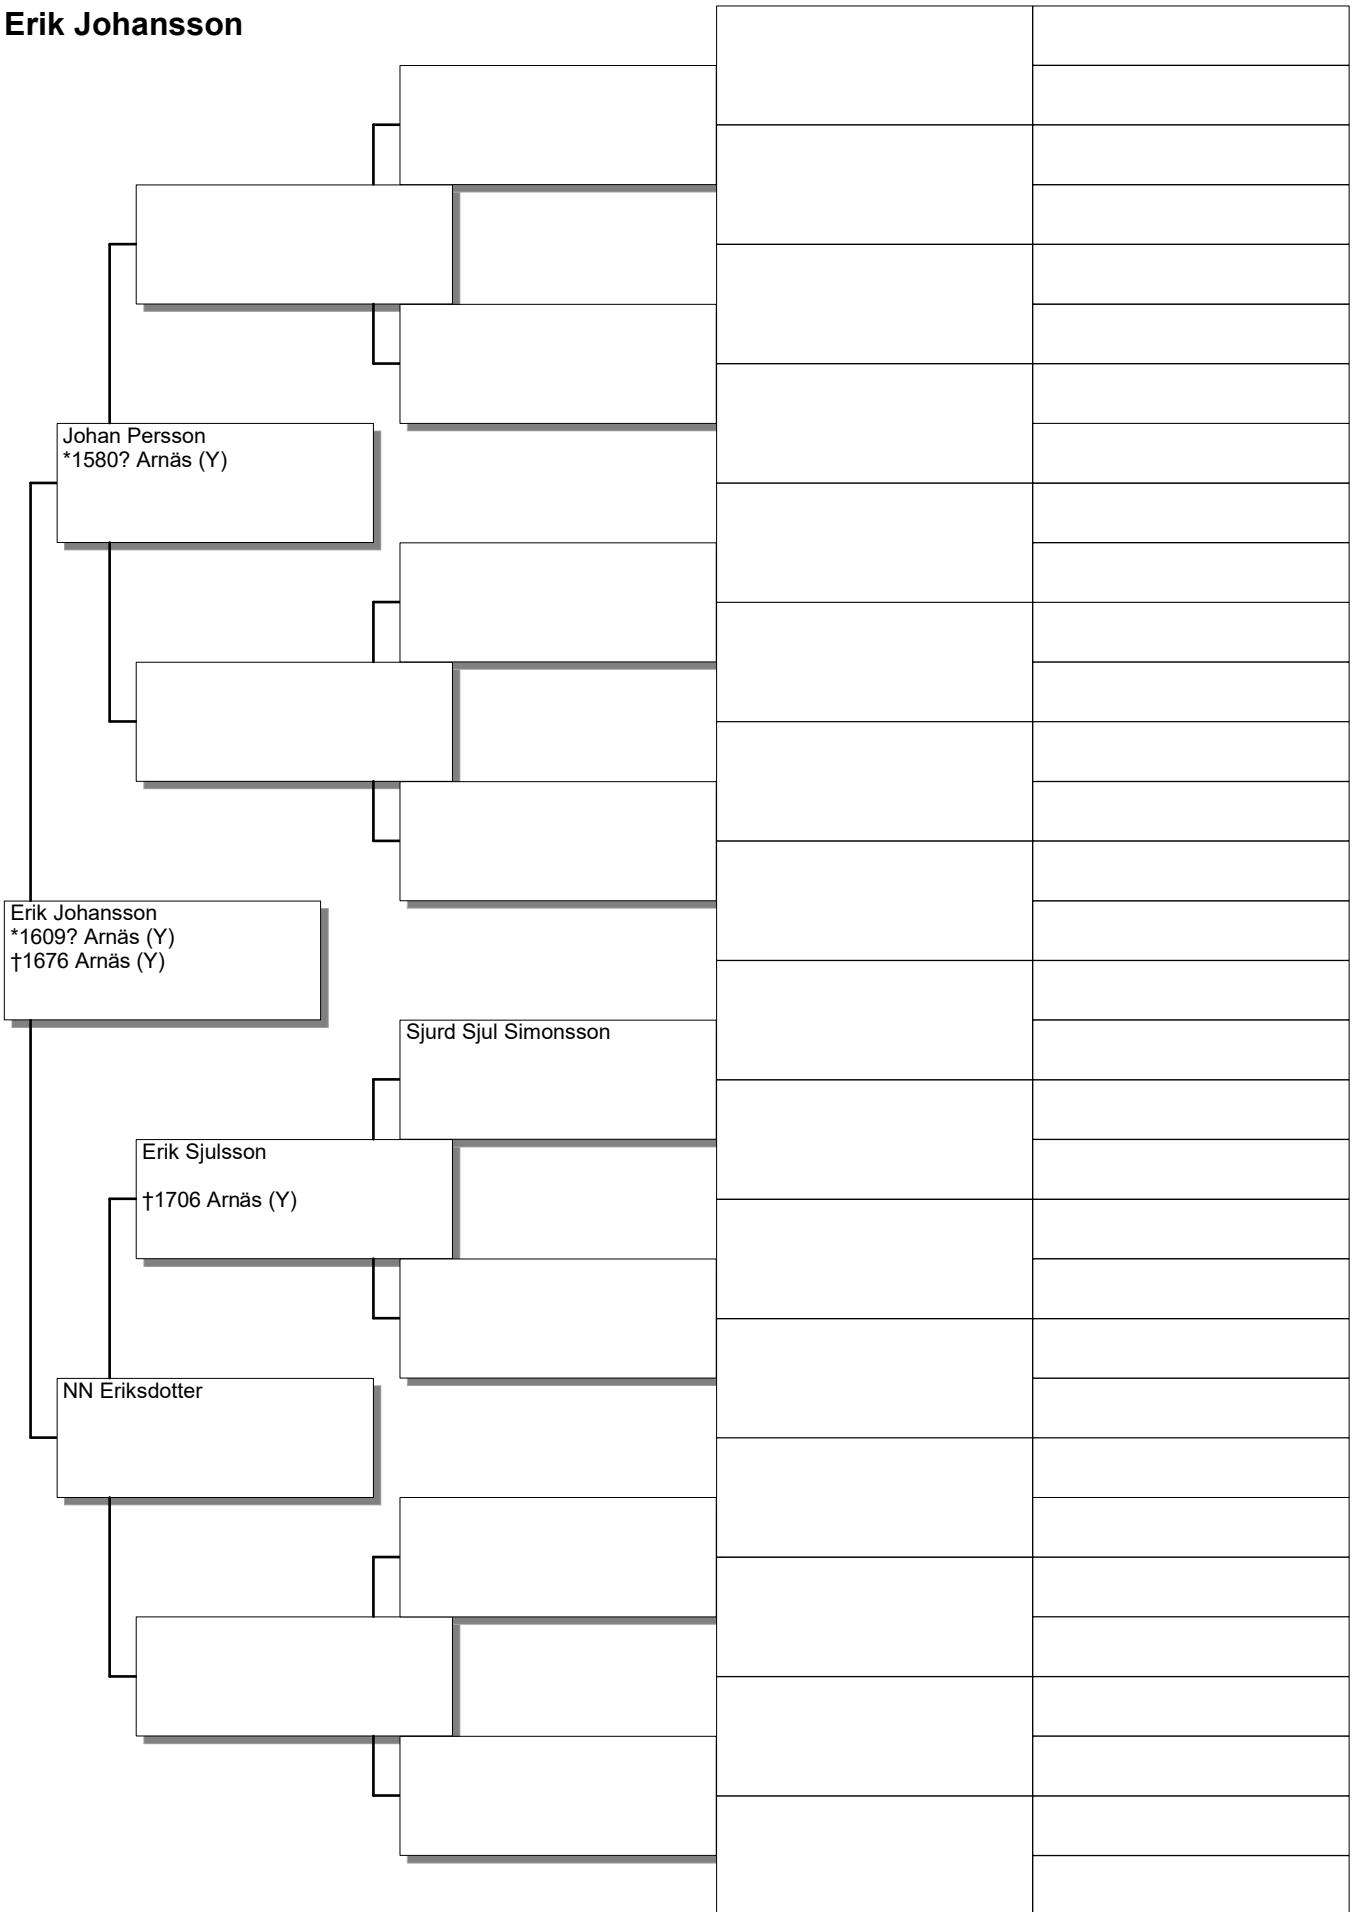 Erik Johansson
Johan Persson
*1580? Arnäs (Y)
Erik Johansson
*1609? Arnäs (Y)
†1676 Arnäs (Y)
Sjurd Sjul Simonsson
Erik Sjulsson
†1706 Arnäs (Y)
NN Eriksdotter